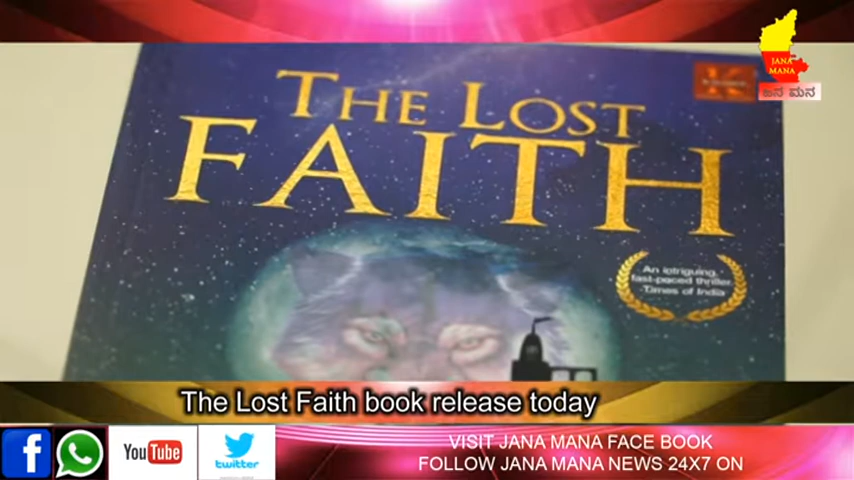 JANA
MANA
ಜನ ಮನ
THE LOST
FAITH
An intriguing,
fast-paced thriller
Times of India
The Lost Faith book release today
f
YouTube
twitter
VISIT JANA MANA FACE BOOK
FOLLOW JANA MANA NEWS 24X7 ON